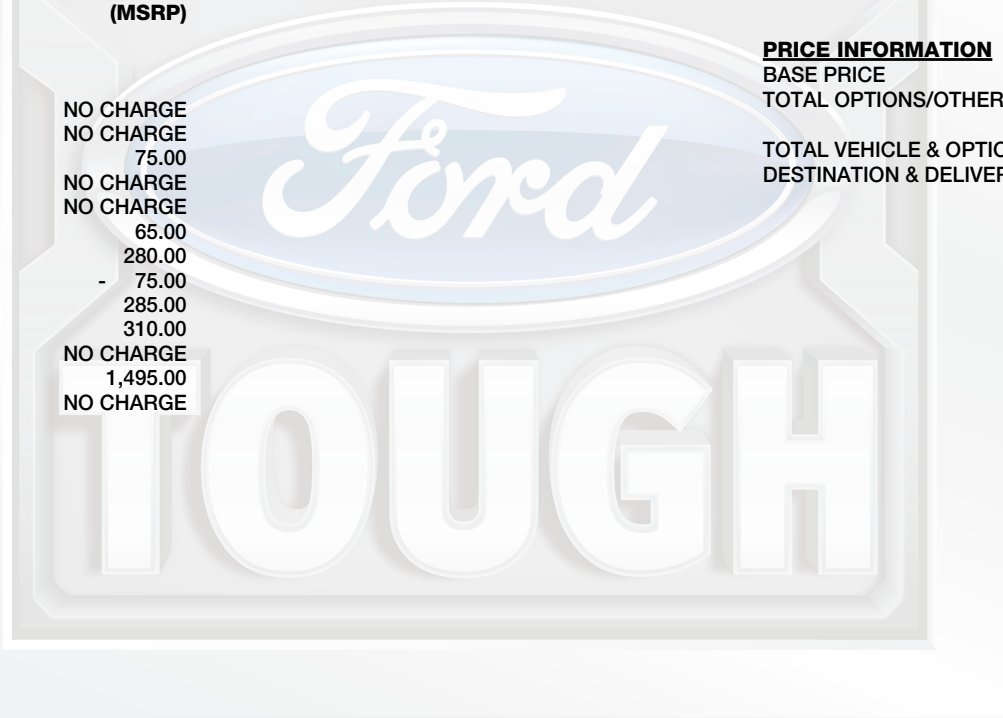 (MSRP)
NO CHARGE
NO CHARGE
75.00
NO CHARGE
NO CHARGE
65.00
280.00
- 75.00
285.00
310.00
NO CHARGE
1,495.00
NO CHARGE
PRICE INFORMATION
BASE PRICE
TOTAL OPTIONS/OTHER
TOTAL VEHICLE & OPTIO
DESTINATION & DELIVER
Ford
TOUGH